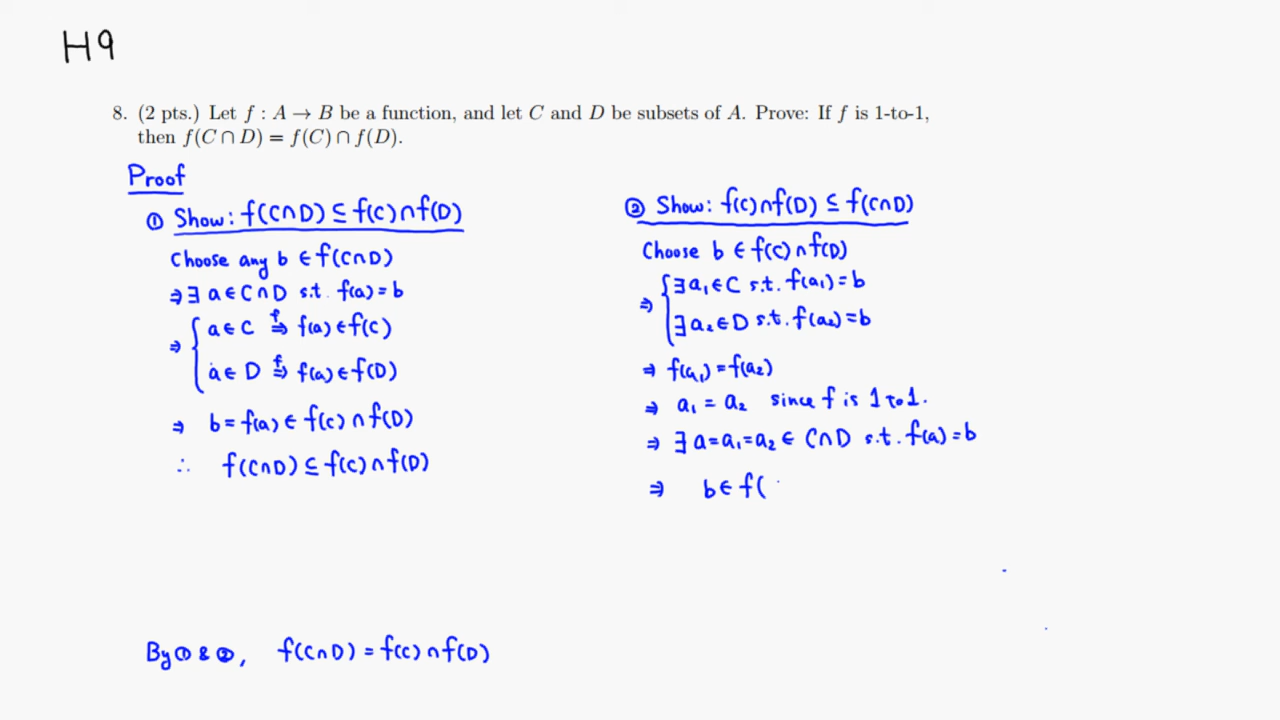 H9
8. (2 pts.) Let f : A → B be a function, and let C and D be subsets of A. Prove: If f is 1-to-1,
then f(C ∩ D) = f(C) ∩ f(D).
Proof
① Show: f(C∩D) ⊆ f(C)∩f(D)
Choose any b ∈ f(C∩D)
⇒ ∃ a ∈ C∩D s.t. f(a) = b
⇒ { a ∈ C ⇒^f f(a) ∈ f(C)
a ∈ D ⇒^f f(a) ∈ f(D)
⇒ b = f(a) ∈ f(C) ∩ f(D)
∴ f(C∩D) ⊆ f(C)∩f(D)
② Show: f(C)∩f(D) ⊆ f(C∩D)
Choose b ∈ f(C)∩f(D)
⇒ { ∃ a₁ ∈ C s.t. f(a₁) = b
∃ a₂ ∈ D s.t. f(a₂) = b
⇒ f(a₁) = f(a₂)
⇒ a₁ = a₂ since f is 1 to 1.
⇒ ∃ a = a₁ = a₂ ∈ C∩D s.t. f(a) = b
⇒ b ∈ f(
By ① & ②, f(C∩D) = f(C) ∩ f(D)